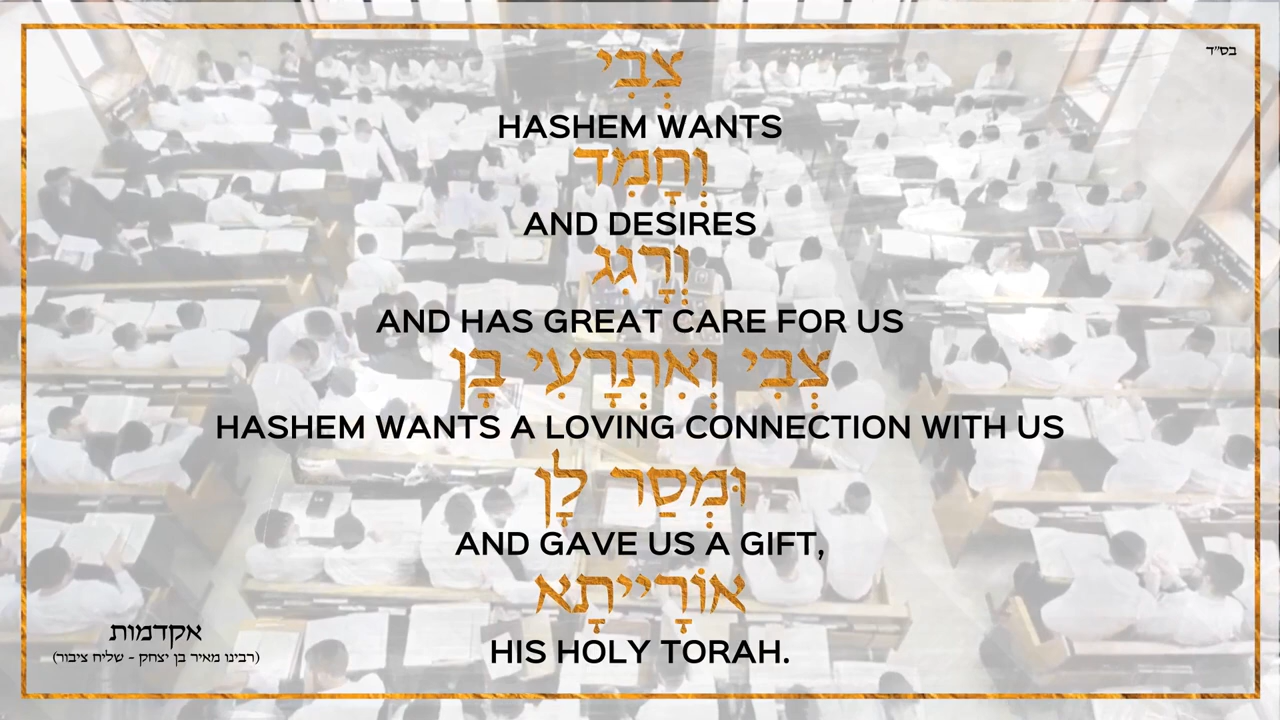 בס״ד
צְבִי
HASHEM WANTS
וְחָמִד
AND DESIRES
וְרָגִג
AND HAS GREAT CARE FOR US
צְבִי וְאִתְרָעִי בָן
HASHEM WANTS A LOVING CONNECTION WITH US
וּמְסַר לָן
AND GAVE US A GIFT,
אוֹרָיְיתָא
HIS HOLY TORAH.
אקדמות
(רבינו מאיר בן יצחק - שליח ציבור)